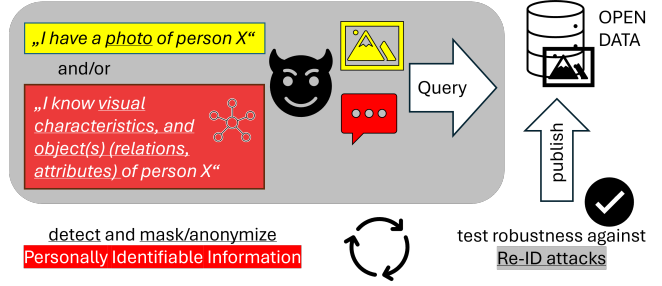 „I have a photo of person X“
and/or
„I know visual
characteristics, and
object(s) (relations,
attributes) of person X“
Query
OPEN
DATA
publish
detect and mask/anonymize
Personally Identifiable Information
test robustness against
Re-ID attacks